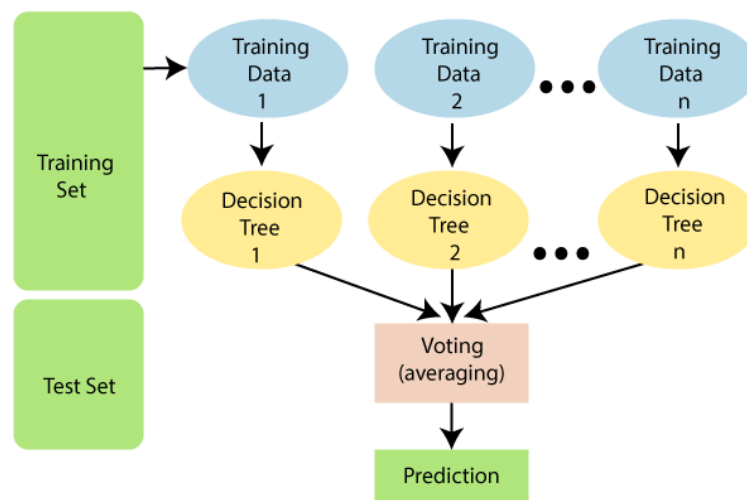 Training
Set
Training
Data
1
Training
Data
2
Training
Data
n
Decision
Tree
1
Decision
Tree
2
Decision
Tree
n
Test Set
Voting
(averaging)
Prediction